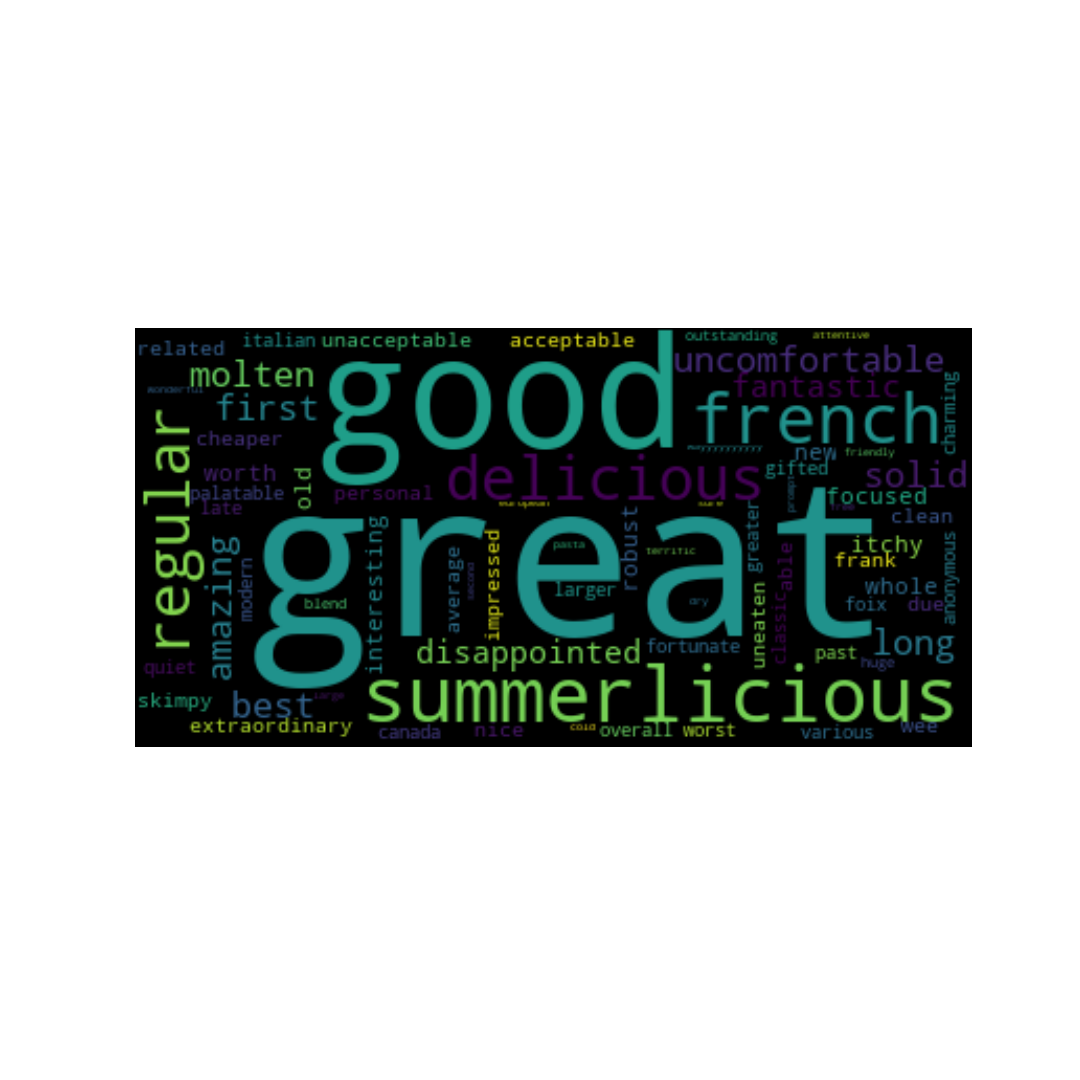 related
italian
unacceptable
acceptable
outstanding
attentive
good
uncomfortable
molten
fantastic
wonderful
first
french
charming
regular
cheaper
new
friendly
worth
delicious
gifted
solid
old
palatable
personal
focused
late
great
clean
robust
greater
interesting
impressed
amazing
modern
average
second
pasta
terrific
itchy
frank
classic
able
anonymous
larger
whole
blend
dry
foix
due
uneaten
disappointed
fortunate
long
past
huge
quiet
summerlicious
skimpy
best
large
extraordinary
canada
nice
cold
overall
worst
various
wee